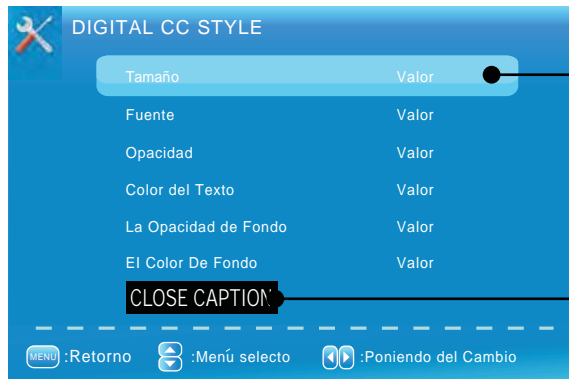 DIGITAL CC STYLE
Tamaño Valor
Fuente Valor
Opacidad Valor
Color del Texto Valor
La Opacidad de Fondo Valor
El Color De Fondo Valor
CLOSE CAPTION
MENU :Retorno :Menú selecto :Poniendo del Cambio